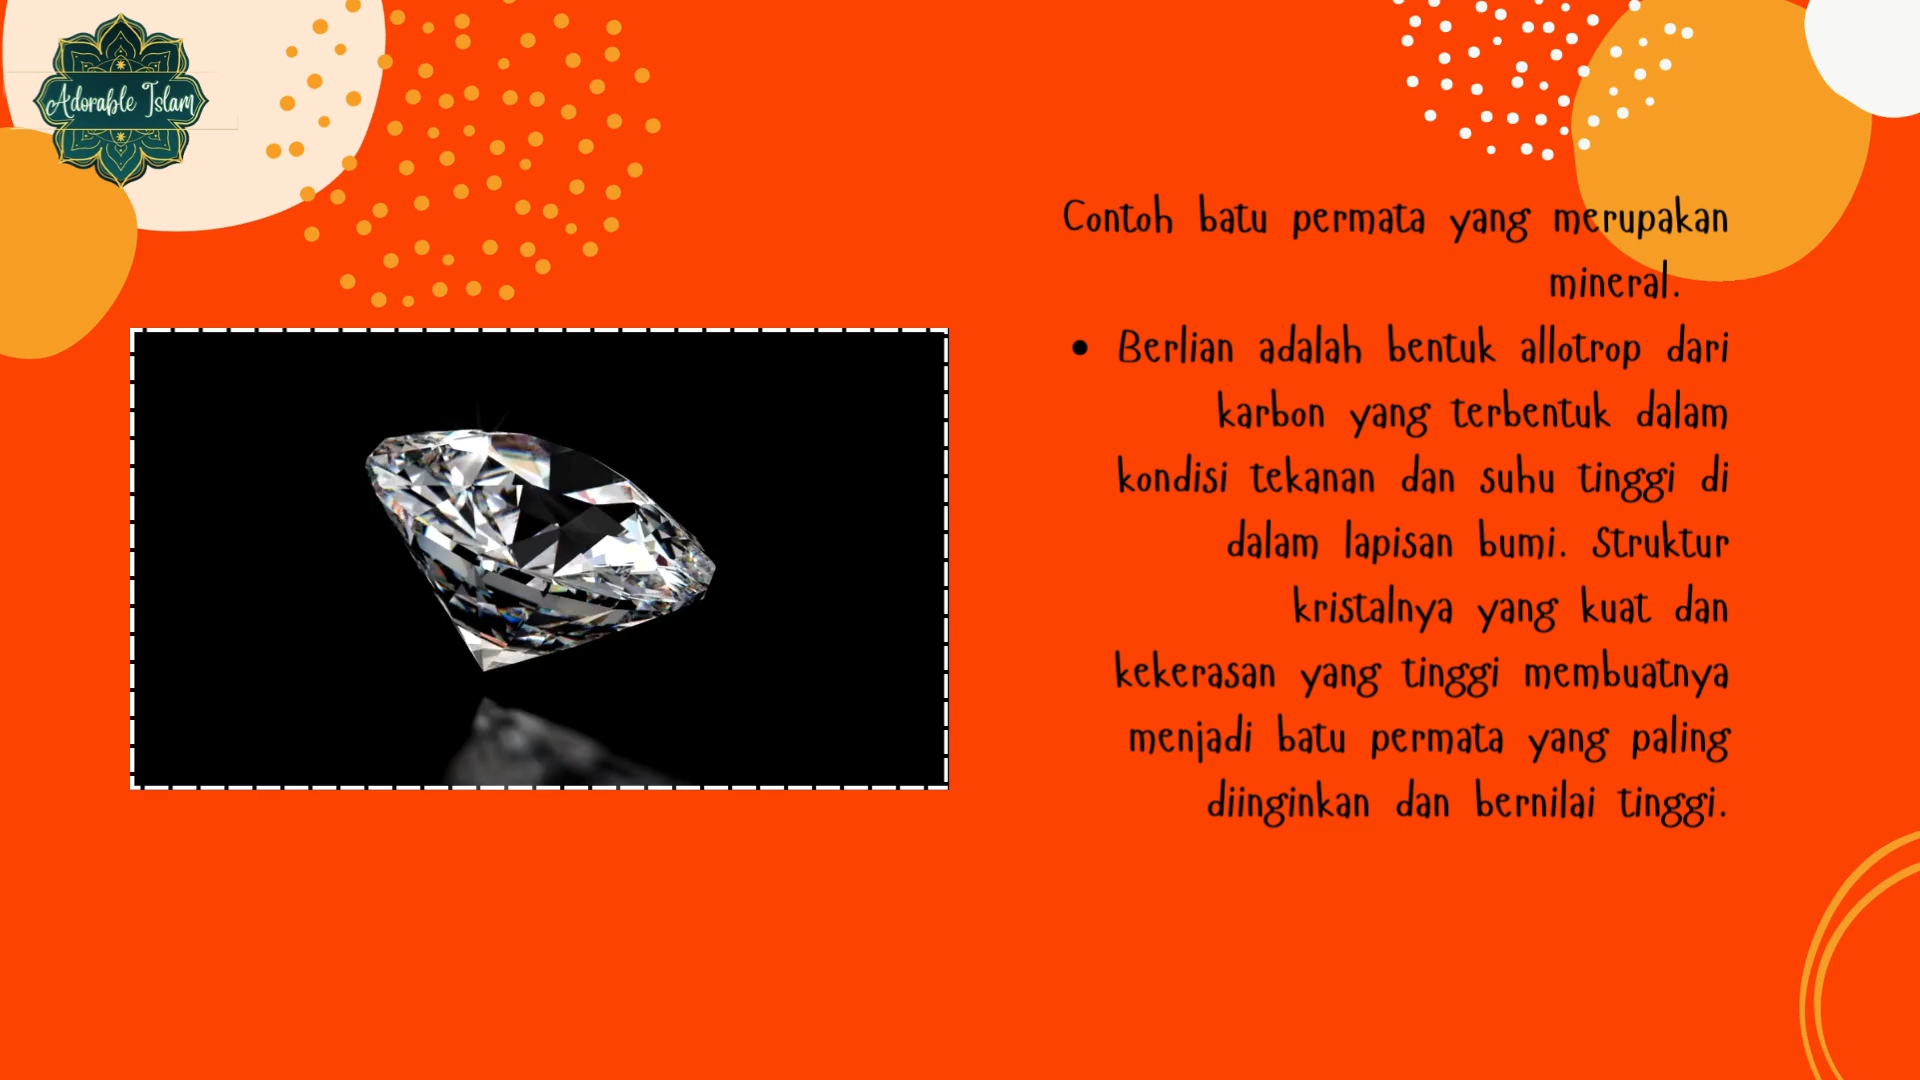 Adorable Islam
Contoh batu permata yang merupakan
mineral.
• Berlian adalah bentuk allotrop dari
karbon yang terbentuk dalam
kondisi tekanan dan suhu tinggi di
dalam lapisan bumi. Struktur
kristalnya yang kuat dan
kekerasan yang tinggi membuatnya
menjadi batu permata yang paling
diinginkan dan bernilai tinggi.